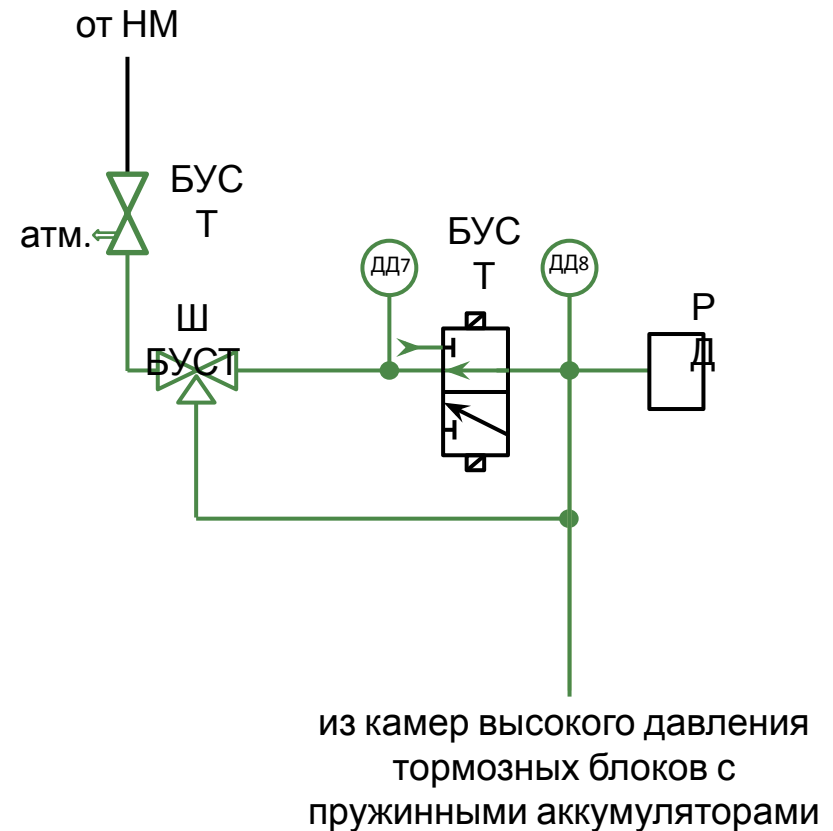 от НМ
БУС
Т
атм.
БУС
Т
ДД7
ДД8
Ш
БУСТ
Р
Д
из камер высокого давления
тормозных блоков с
пружинными аккумуляторами